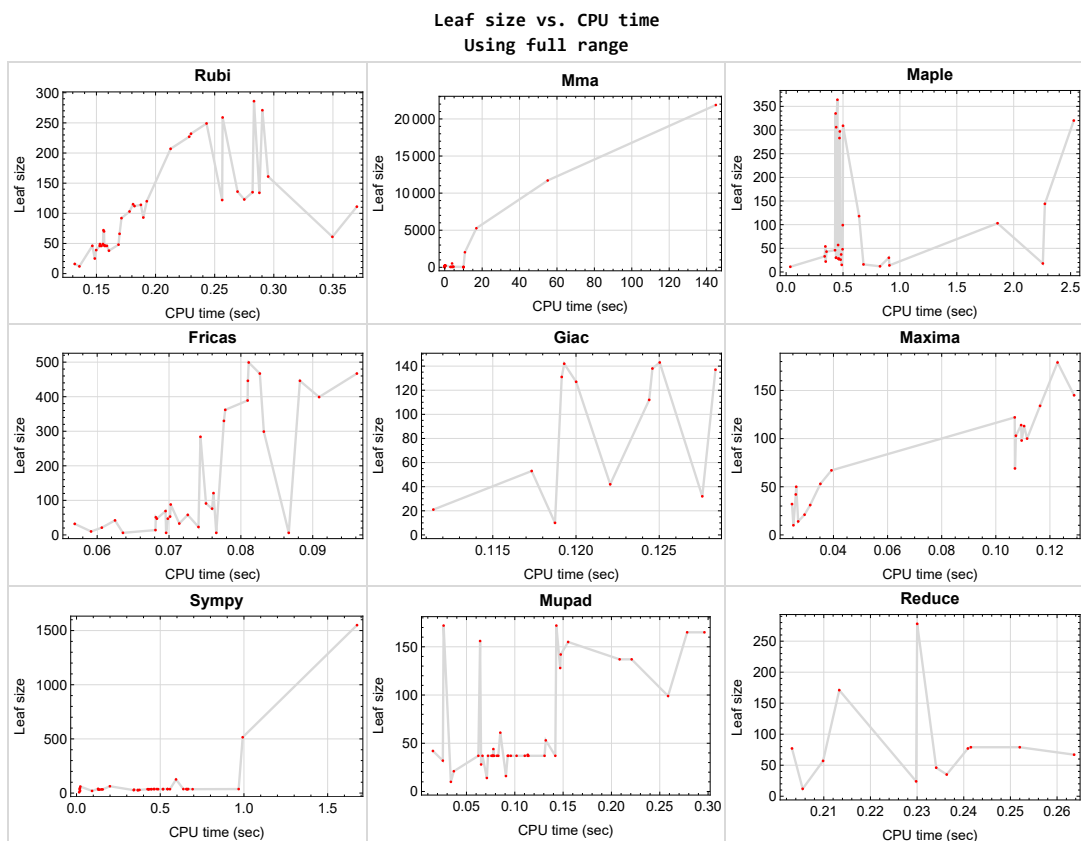 Leaf size vs. CPU time
Using full range
Rubi
300
250
200
150
100
50
0
Leaf size
0.15 0.20 0.25 0.30 0.35
CPU time (sec)
Mma
20 000
15 000
10 000
5000
0
Leaf size
0 20 40 60 80 100 120 140
CPU time (sec)
Maple
350
300
250
200
150
100
50
0
Leaf size
0.0 0.5 1.0 1.5 2.0 2.5
CPU time (sec)
Fricas
500
400
300
200
100
0
Leaf size
0.06 0.07 0.08 0.09
CPU time (sec)
Giac
140
120
100
80
60
40
20
0
Leaf size
0.115 0.120 0.125
CPU time (sec)
Maxima
150
100
50
0
Leaf size
0.04 0.06 0.08 0.10 0.12
CPU time (sec)
Sympy
1500
1000
500
0
Leaf size
0.0 0.5 1.0 1.5
CPU time (sec)
Mupad
150
100
50
0
Leaf size
0.05 0.10 0.15 0.20 0.25 0.30
CPU time (sec)
Reduce
250
200
150
100
50
0
Leaf size
0.21 0.22 0.23 0.24 0.25 0.26
CPU time (sec)